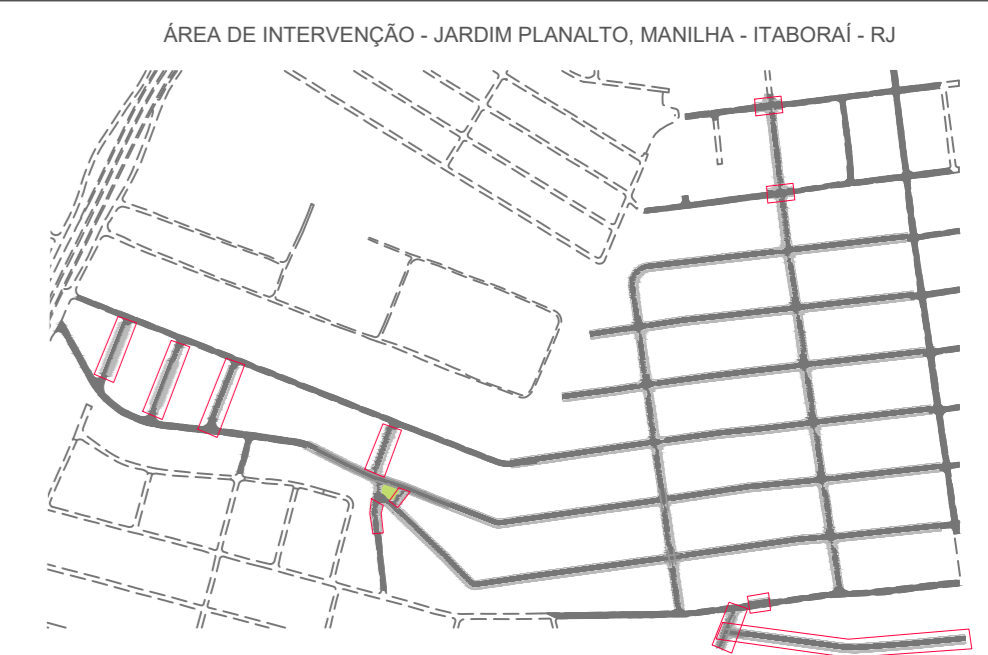 ÁREA DE INTERVENÇÃO - JARDIM PLANALTO, MANILHA - ITABORAÍ - RJ